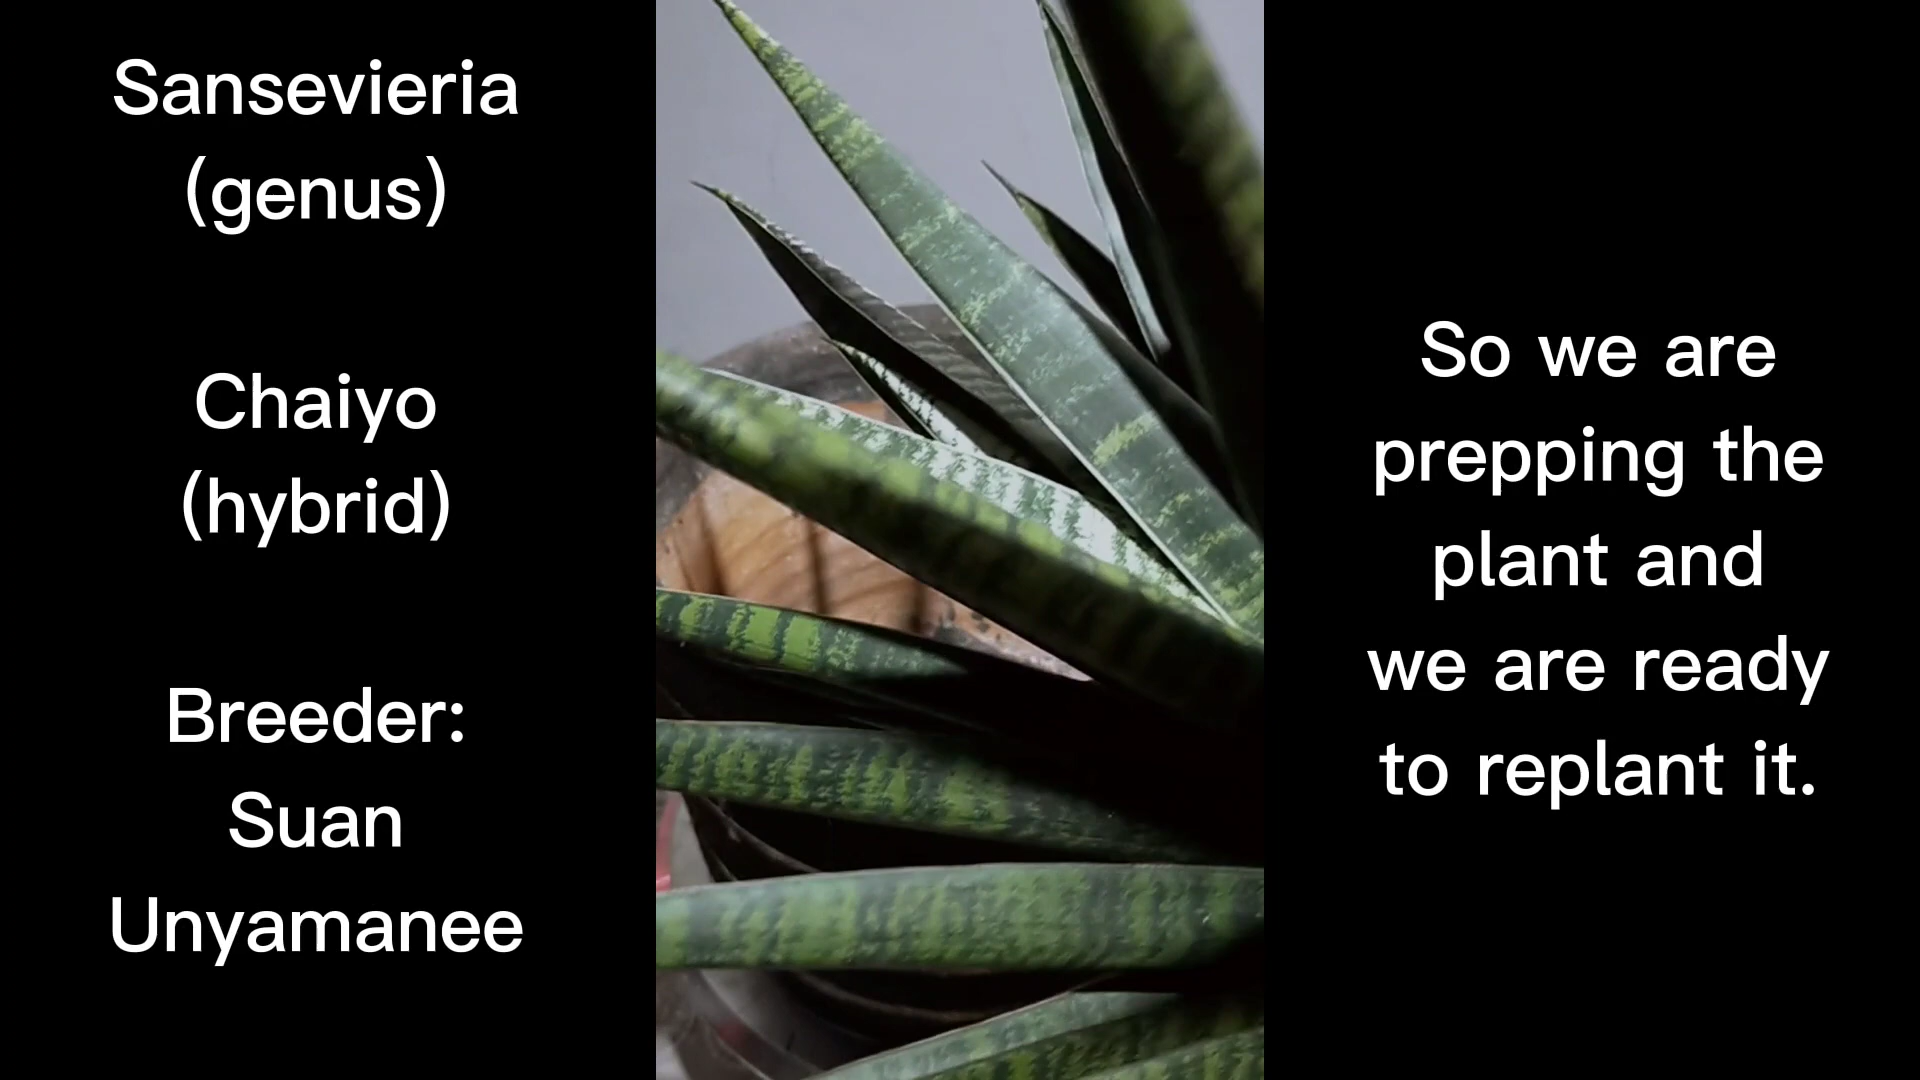 Sansevieria
(genus)
Chaiyo
(hybrid)
Breeder:
Suan
Unyamanee
So we are
prepping the
plant and
we are ready
to replant it.